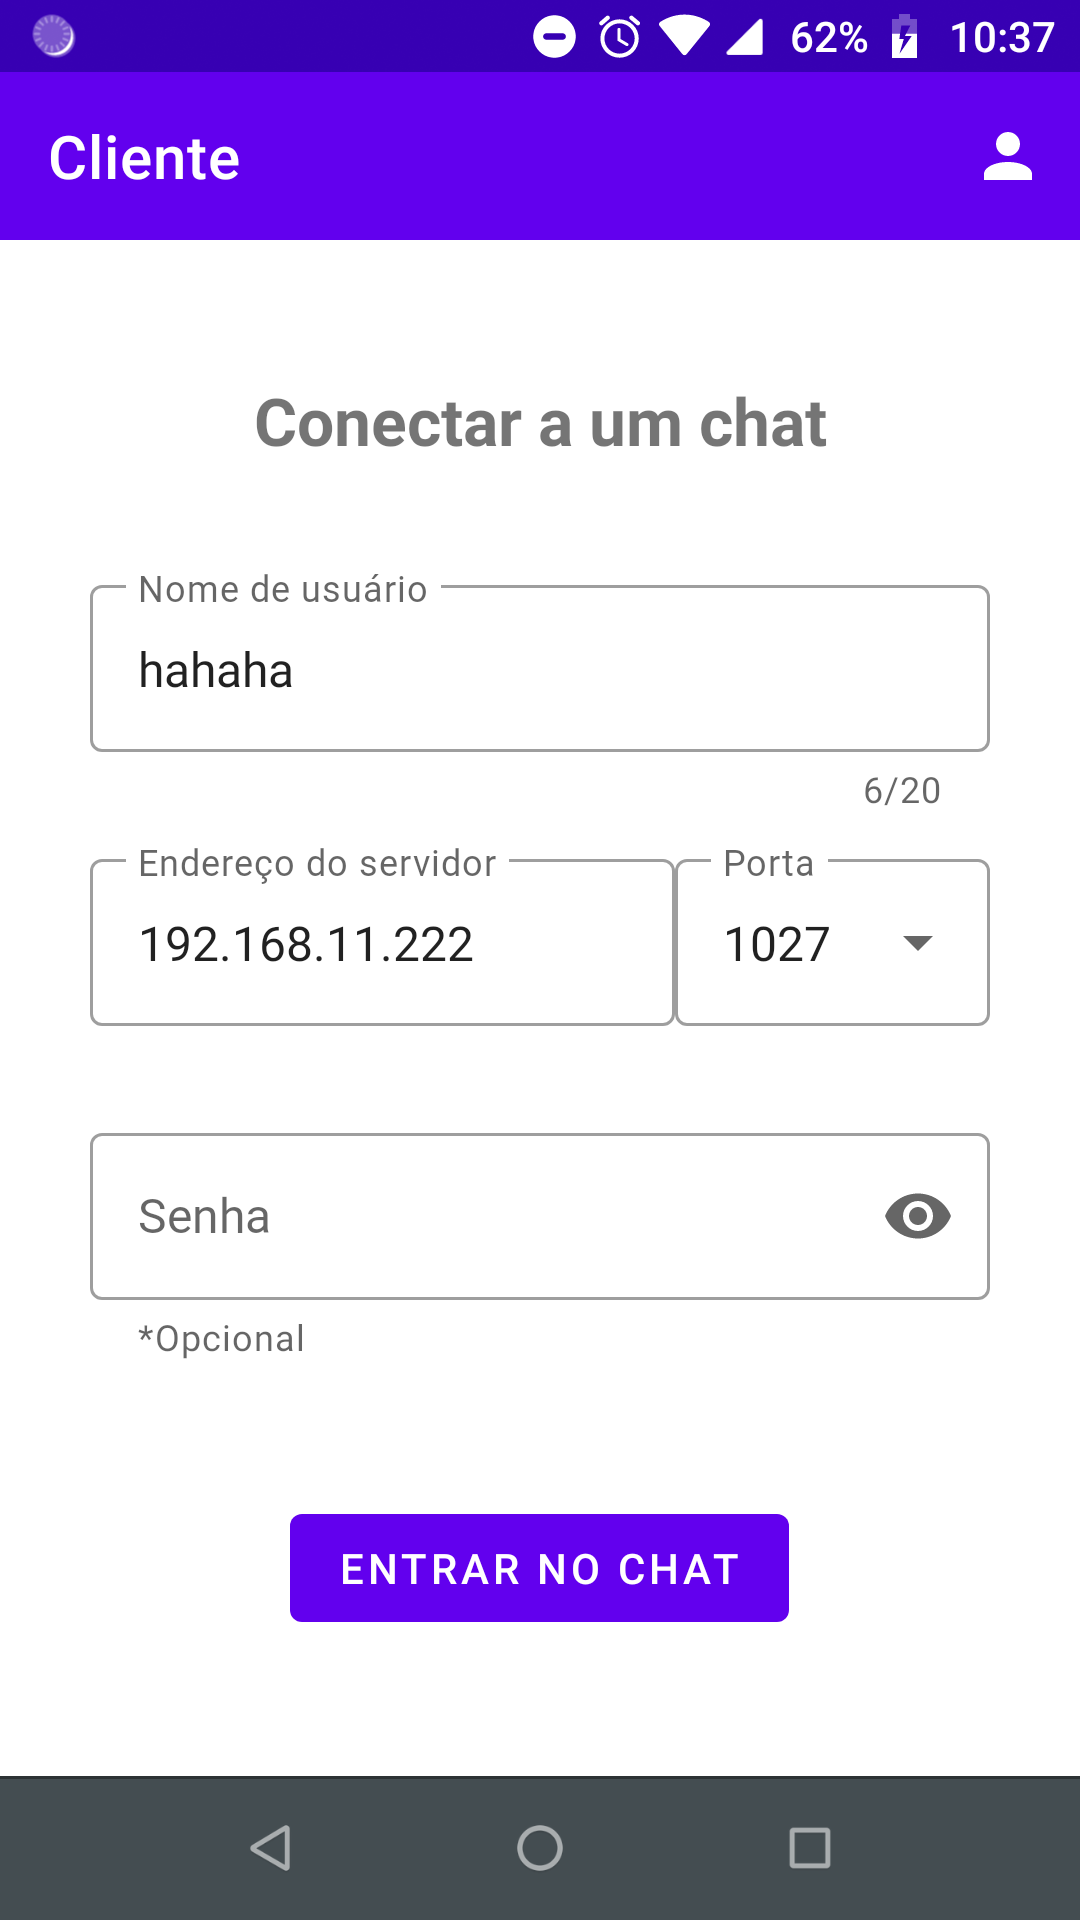 62% 10:37
Cliente
Conectar a um chat
Nome de usuário
hahaha
6/20
Endereço do servidor Porta
192.168.11.222 1027
Senha
*Opcional
ENTRAR NO CHAT